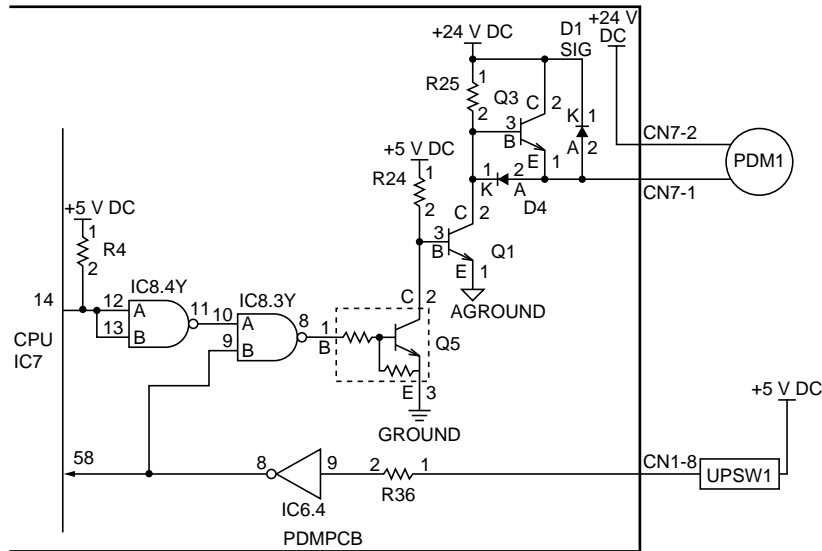 +24 V DC
D1
SIG
+24 V
DC
R25
1
2
Q3
C
2
3
B
E
1
K
1
A
2
CN7-2
PDM1
CN7-1
+5 V DC
R24
1
2
1
K
2
A
D4
C
2
3
B
Q1
E
1
AGROUND
+5 V DC
1
2
R4
14
12
A
13
B
IC8.4Y
11
10
A
9
B
IC8.3Y
8
1
B
C
2
Q5
E
3
GROUND
CPU
IC7
58
8
9
IC6.4
2
1
R36
CN1-8
UPSW1
+5 V DC
PDMPCB